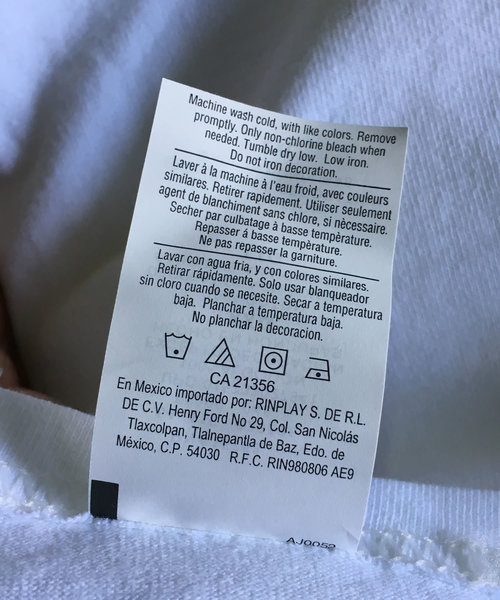 Machine wash cold, with like colors. Remove
promptly. Only non-chlorine bleach when
needed. Tumble dry low. Low iron.
Do not iron decoration.
Laver à la machine à l'eau froid, avec couleurs
similares. Retirer rapidement. Utiliser seulement
agent de blanchiment sans chlore, si nècessaire.
Secher par culbatage à basse tempèrature.
Repasser á basse tempèrature.
Ne pas repasser la garniture.
Lavar con agua fria, y con colores similares.
Retirar rápidamente. Solo usar blanqueador
sin cloro cuando se necesite. Secar a temperatura
baja. Planchar a temperatura baja.
No planchar la decoracion.
CA 21356
En Mexico importado por: RINPLAY S. DE R.L.
DE C.V. Henry Ford No 29, Col. San Nicolás
Tlaxcolpan, Tlalnepantla de Baz, Edo. de
México, C.P. 54030 R.F.C. RIN980806 AE9
AJ0052